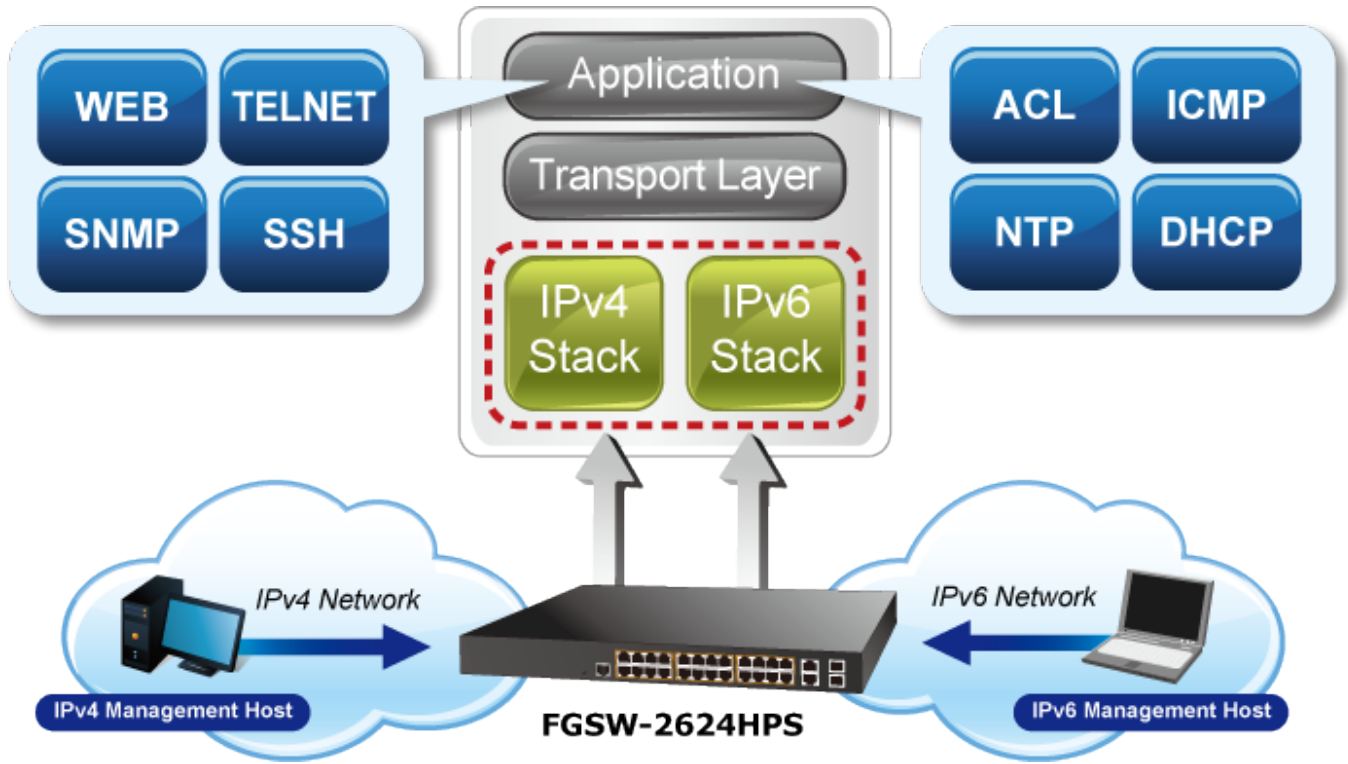 WEB
TELNET
SNMP
SSH
Application
Transport Layer
IPv4
Stack
IPv6
Stack
ACL
ICMP
NTP
DHCP
IPv4 Network
IPv6 Network
IPv4 Management Host
FGSW-2624HPS
IPv6 Management Host